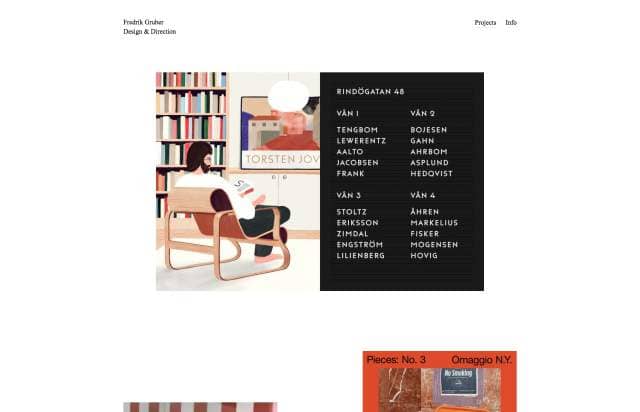 Fredrik Gruber
Design & Direction
Projects
Info
TORSTEN JOV
RINDÖGATAN 48
VÅN 1
TENGBOM
LEWERENTZ
AALTO
JACOBSEN
FRANK
VÅN 2
BOJESEN
GAHN
AHRBOM
ASPLUND
HEDQVIST
VÅN 3
STOLTZ
ERIKSSON
ZIMDAL
ENGSTRÖM
LILIENBERG
VÅN 4
ÅHREN
MARKELIUS
FISKER
MOGENSEN
HOVIG
Pieces: No. 3
Omaggio N.Y.
No Smoking